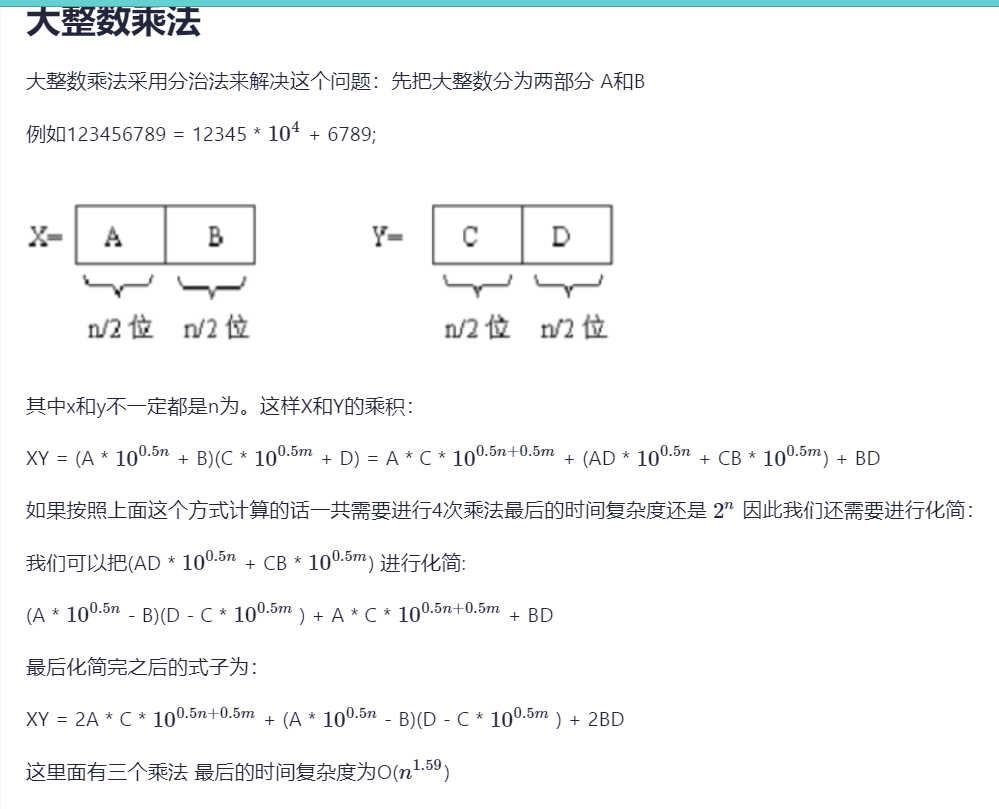 大整数乘法
大整数乘法采用分治法来解决这个问题：先把大整数分为两部分 A和B
例如123456789 = 12345 * 10^4 + 6789;
X= A B Y= C D
n/2 位 n/2 位 n/2 位 n/2 位
其中x和y不一定都是n为。这样X和Y的乘积：
XY = (A * 10^{0.5n} + B)(C * 10^{0.5m} + D) = A * C * 10^{0.5n+0.5m} + (AD * 10^{0.5n} + CB * 10^{0.5m}) + BD
如果按照上面这个方式计算的话一共需要进行4次乘法最后的时间复杂度还是 2^n 因此我们还需要进行化简：
我们可以把(AD * 10^{0.5n} + CB * 10^{0.5m}) 进行化简:
(A * 10^{0.5n} - B)(D - C * 10^{0.5m} ) + A * C * 10^{0.5n+0.5m} + BD
最后化简完之后的式子为：
XY = 2A * C * 10^{0.5n+0.5m} + (A * 10^{0.5n} - B)(D - C * 10^{0.5m} ) + 2BD
这里面有三个乘法 最后的时间复杂度为O(n^{1.59})